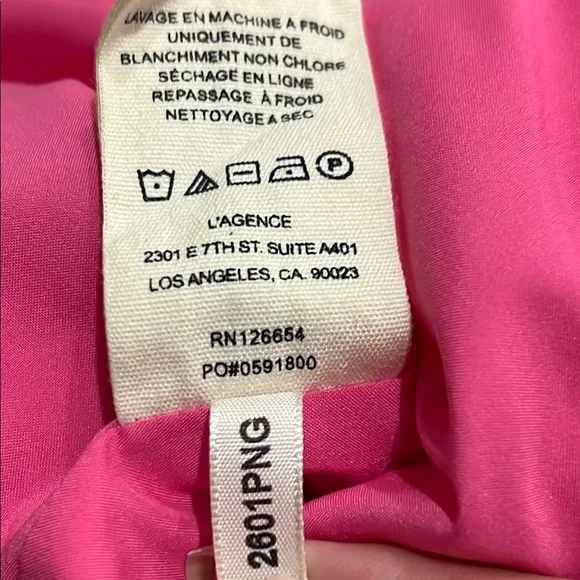 LAVAGE EN MACHINE A FROID
UNIQUEMENT DE
BLANCHIMENT NON CHLORE
SÉCHAGE EN LIGNE
REPASSAGE À FROID
NETTOYAGE A SEC
P
L'AGENCE
2301 E 7TH ST. SUITE A401
LOS ANGELES, CA. 90023
RN126654
PO#0591800
2601PNG